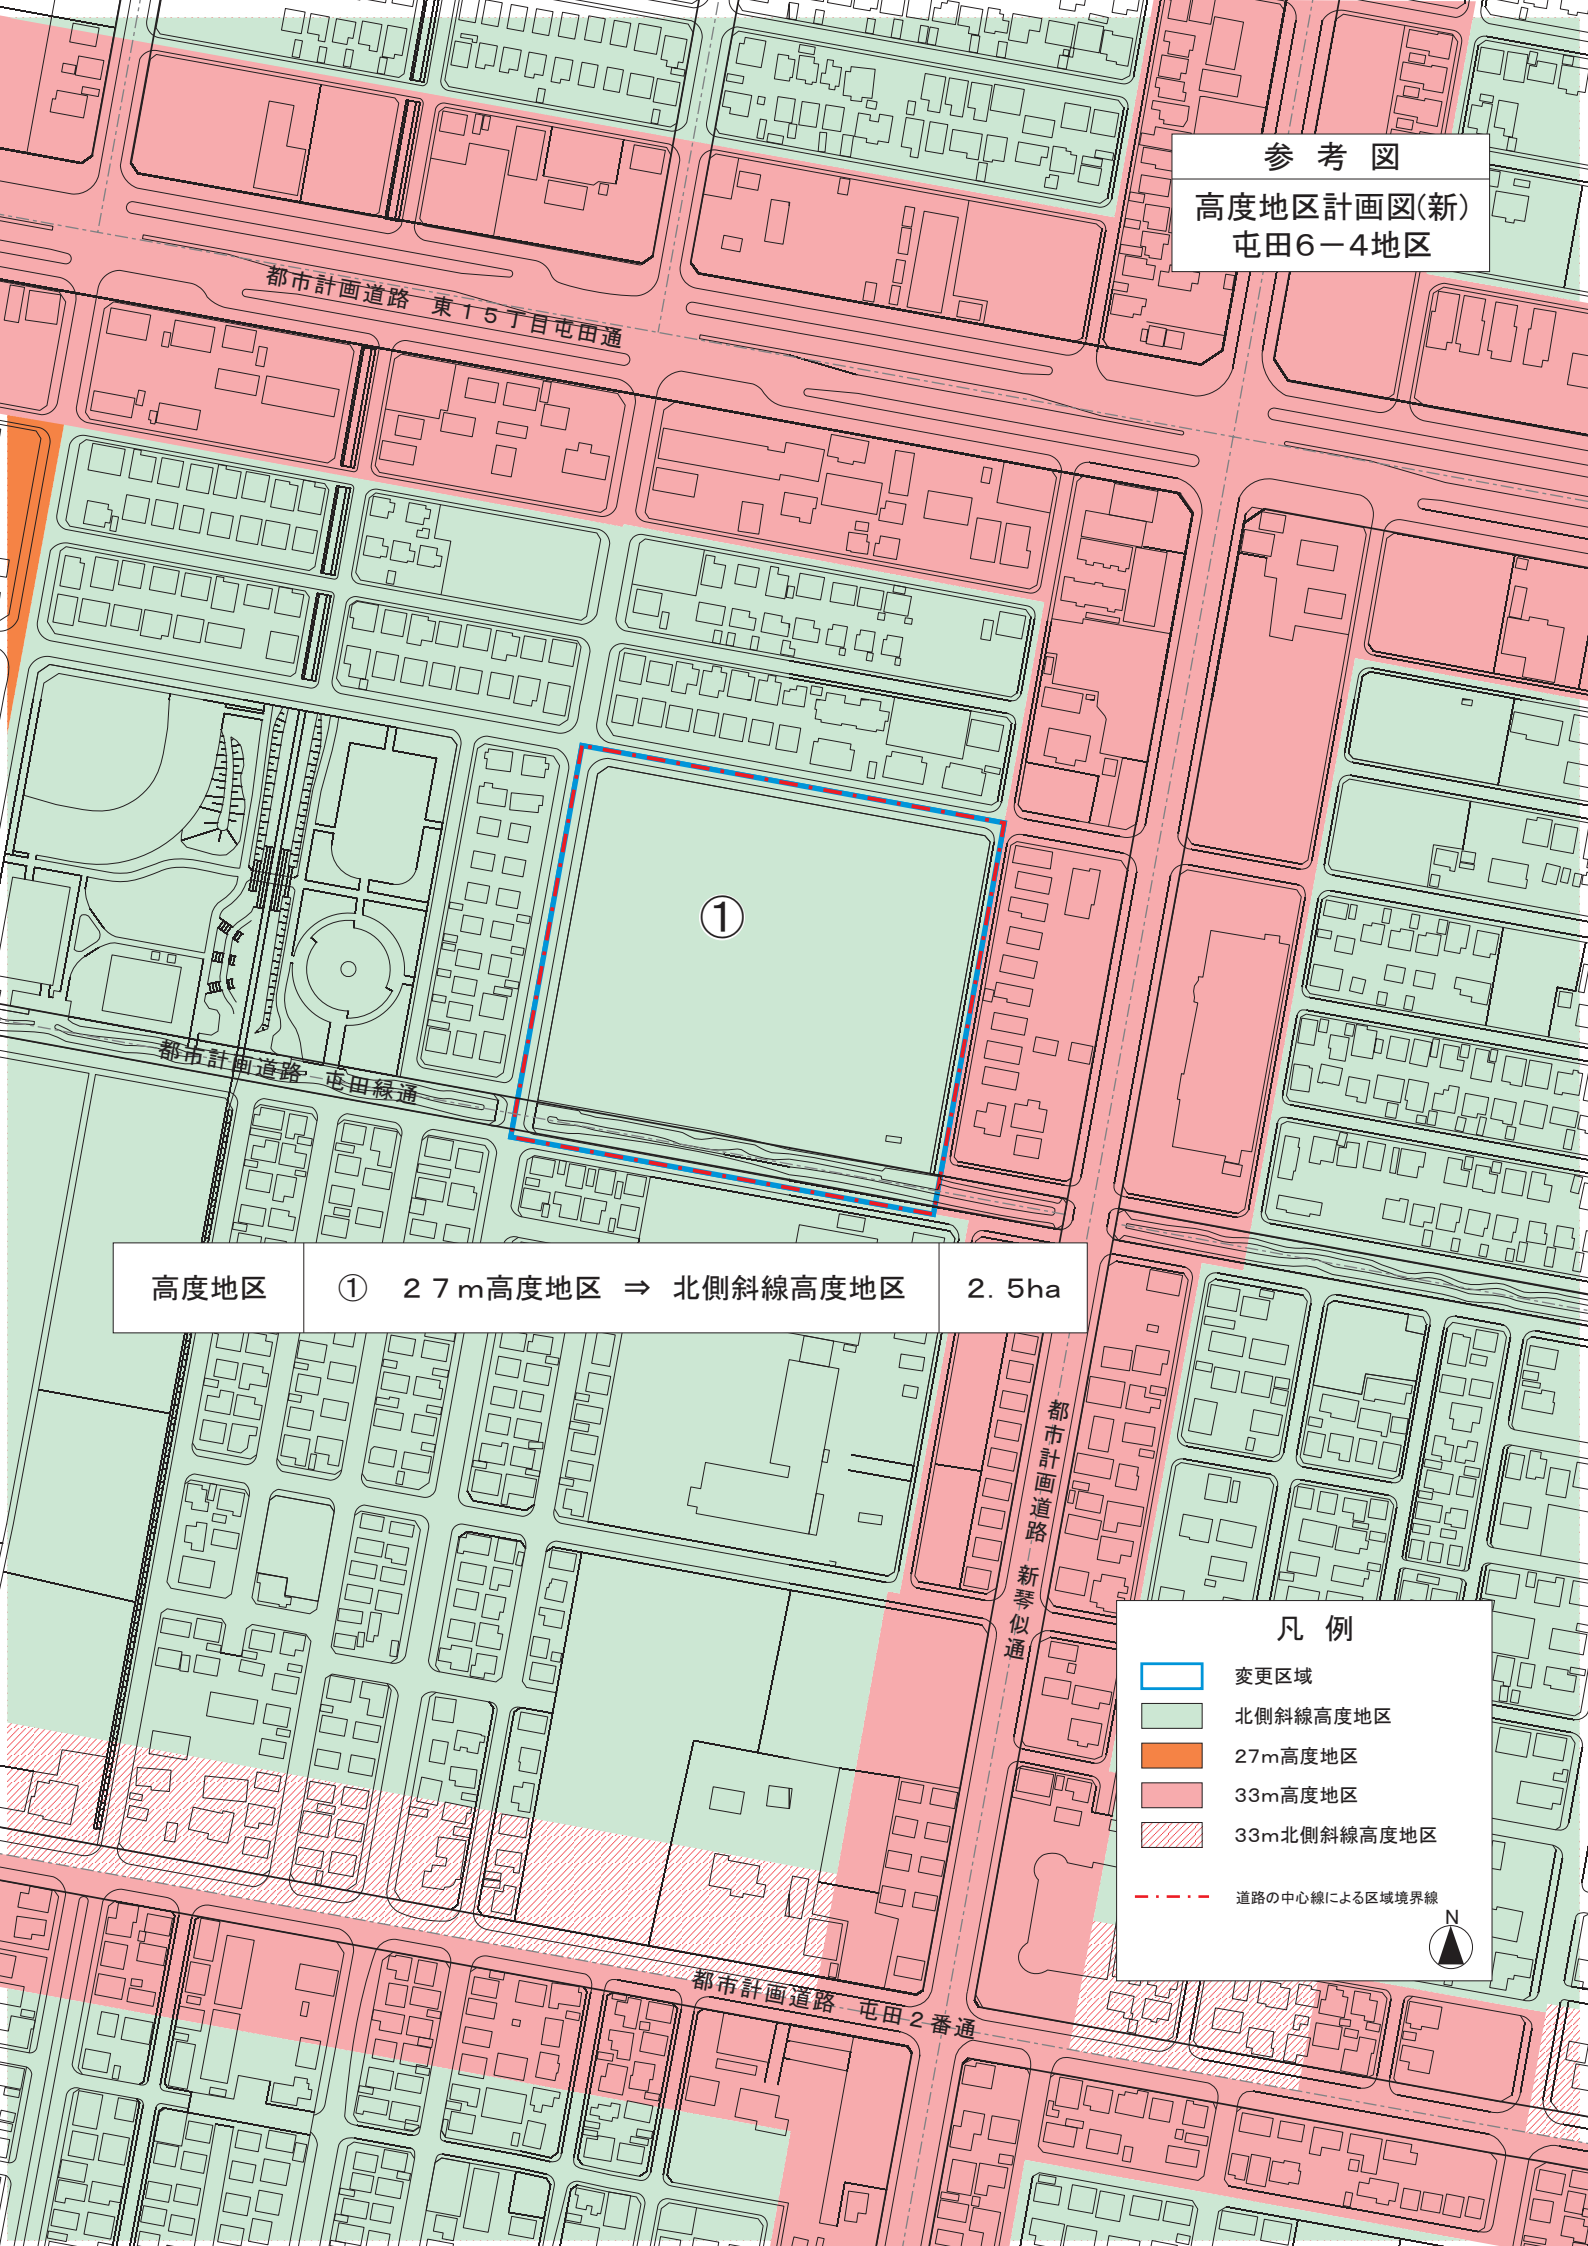 参 考 図
高度地区計画図(新)
屯田6－4地区
都市計画道路 東15丁目屯田通
①
都市計画道路 屯田緑通
高度地区 ① 27m高度地区 ⇒ 北側斜線高度地区 2.5ha
都市計画道路 新琴似通
凡 例
変更区域
北側斜線高度地区
27m高度地区
33m高度地区
33m北側斜線高度地区
道路の中心線による区域境界線
N
都市計画道路 屯田2番通